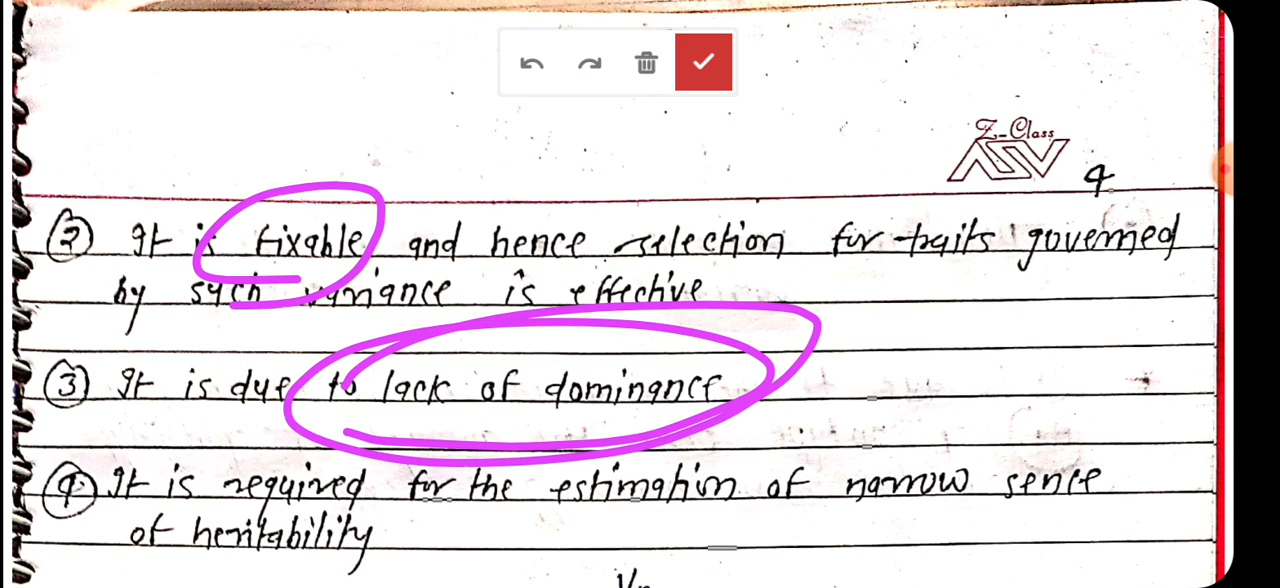 Z-Class
ASV 4
② It is fixable and hence selection for traits governed
by such variance is effective
③ It is due to lack of dominance
④ It is required for the estimation of narrow sence
of heritability